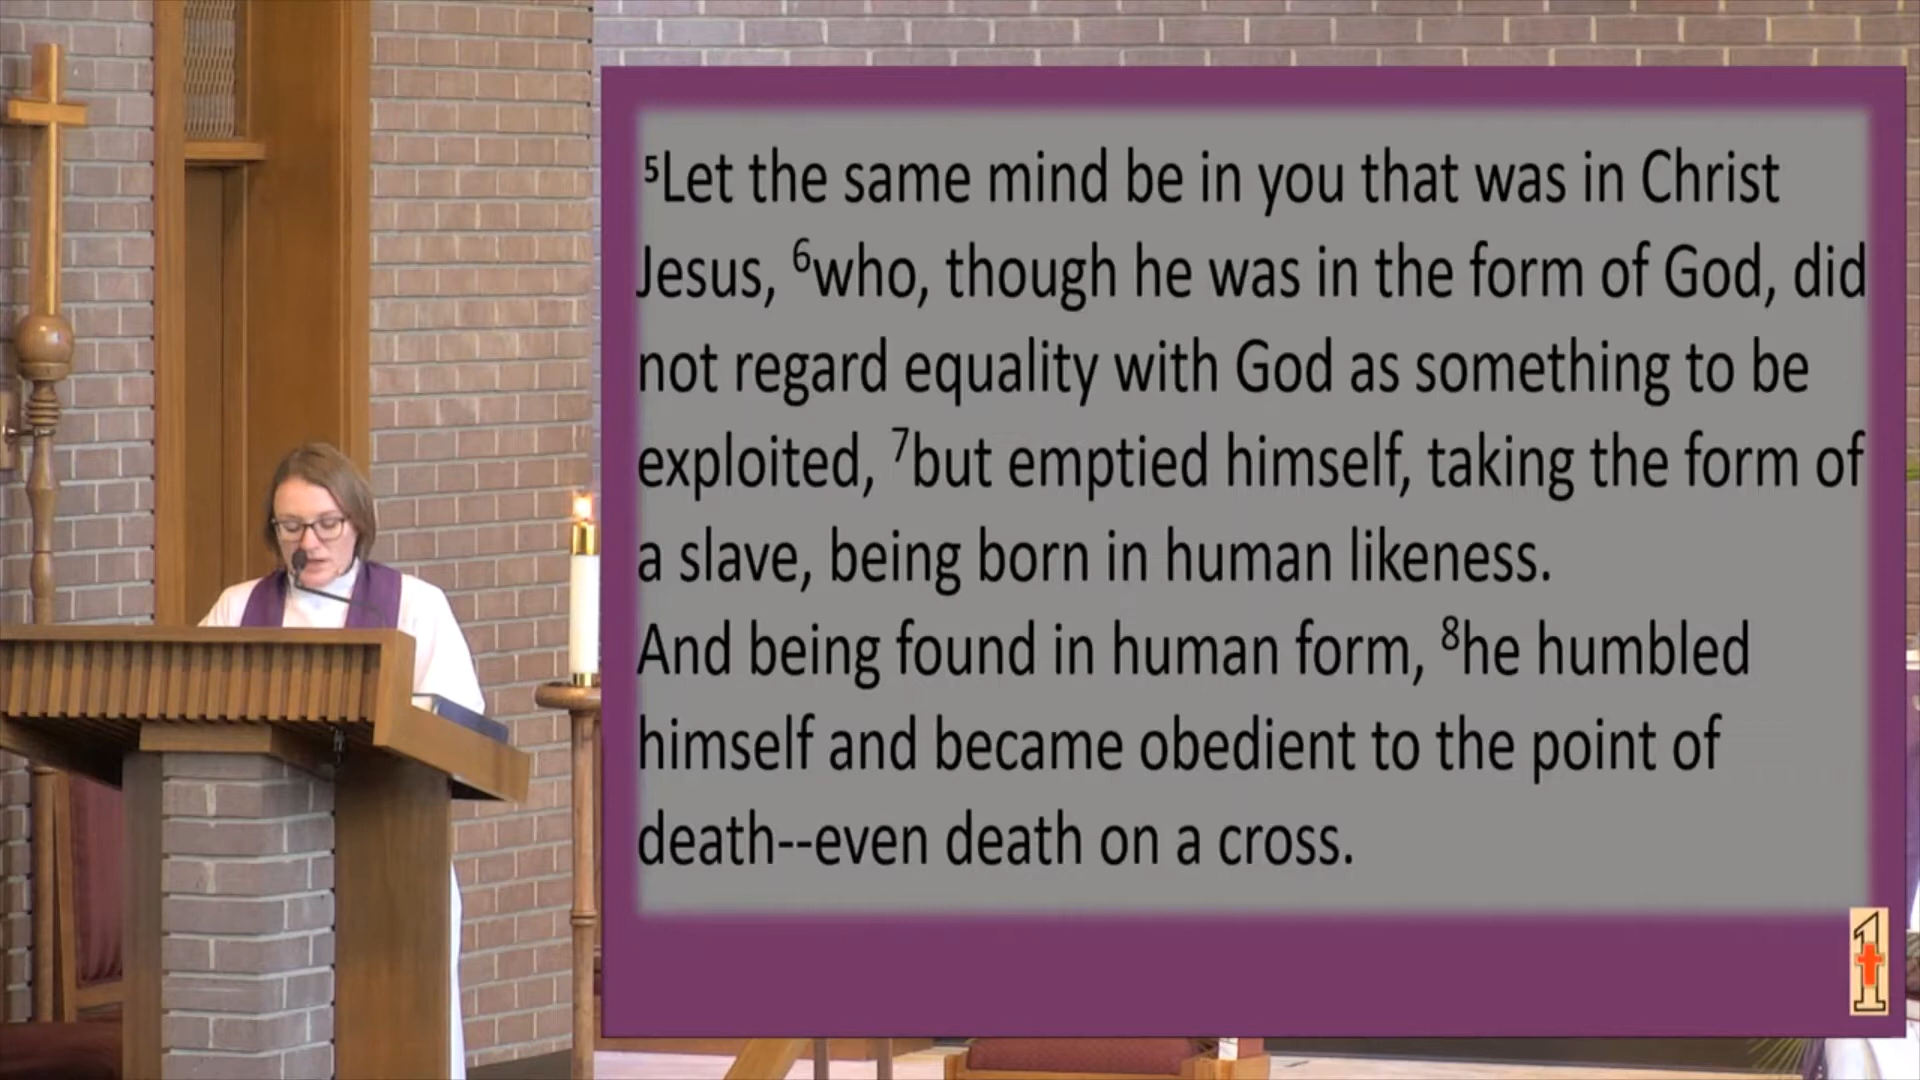 ⁵Let the same mind be in you that was in Christ
Jesus, ⁶who, though he was in the form of God, did
not regard equality with God as something to be
exploited, ⁷but emptied himself, taking the form of
a slave, being born in human likeness.
And being found in human form, ⁸he humbled
himself and became obedient to the point of
death--even death on a cross.
1